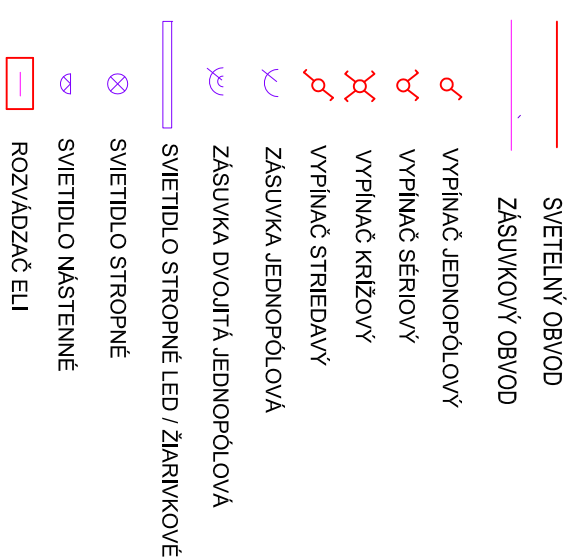 SVETELNÝ OBVOD
ZÁSUVKOVÝ OBVOD
VYPÍNAČ JEDNOPÓLOVÝ
VYPÍNAČ SÉRIOVÝ
VYPÍNAČ KRÍŽOVÝ
VYPÍNAČ STRIEDAVÝ
ZÁSUVKA JEDNOPÓLOVÁ
ZÁSUVKA DVOJITÁ JEDNOPÓLOVÁ
SVIETIDLO STROPNÉ LED / ŽIARIVKOVÉ
SVIETIDLO STROPNÉ
SVIETIDLO NÁSTENNÉ
ROZVÁDZAČ ELI